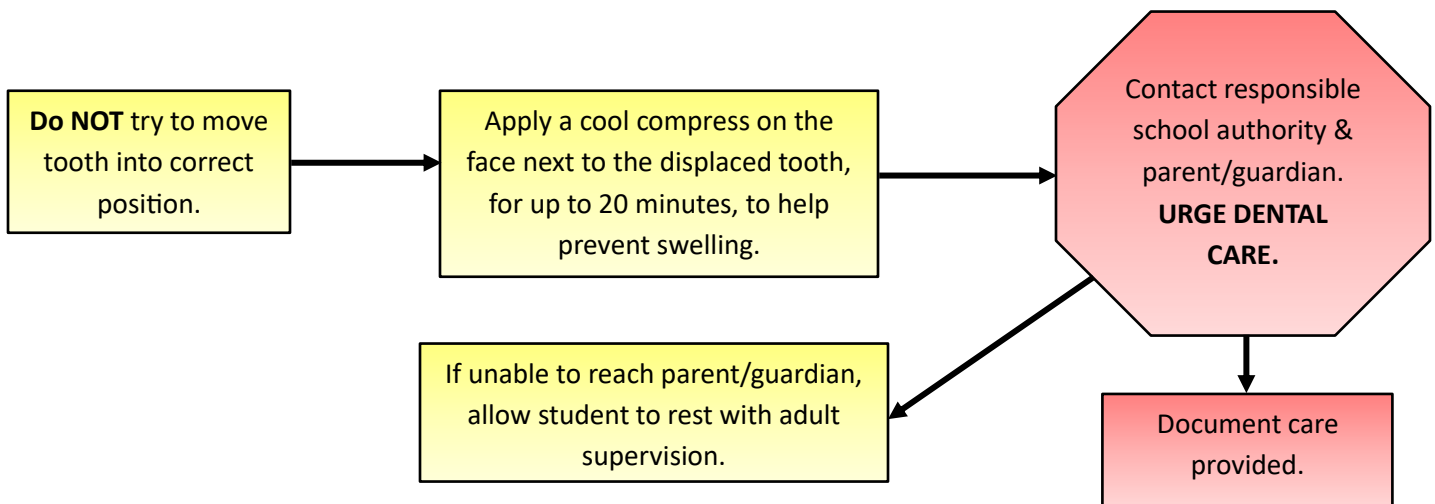 Do NOT try to move
tooth into correct
position.
Apply a cool compress on the
face next to the displaced tooth,
for up to 20 minutes, to help
prevent swelling.
Contact responsible
school authority &
parent/guardian.
URGE DENTAL
CARE.
If unable to reach parent/guardian,
allow student to rest with adult
supervision.
Document care
provided.